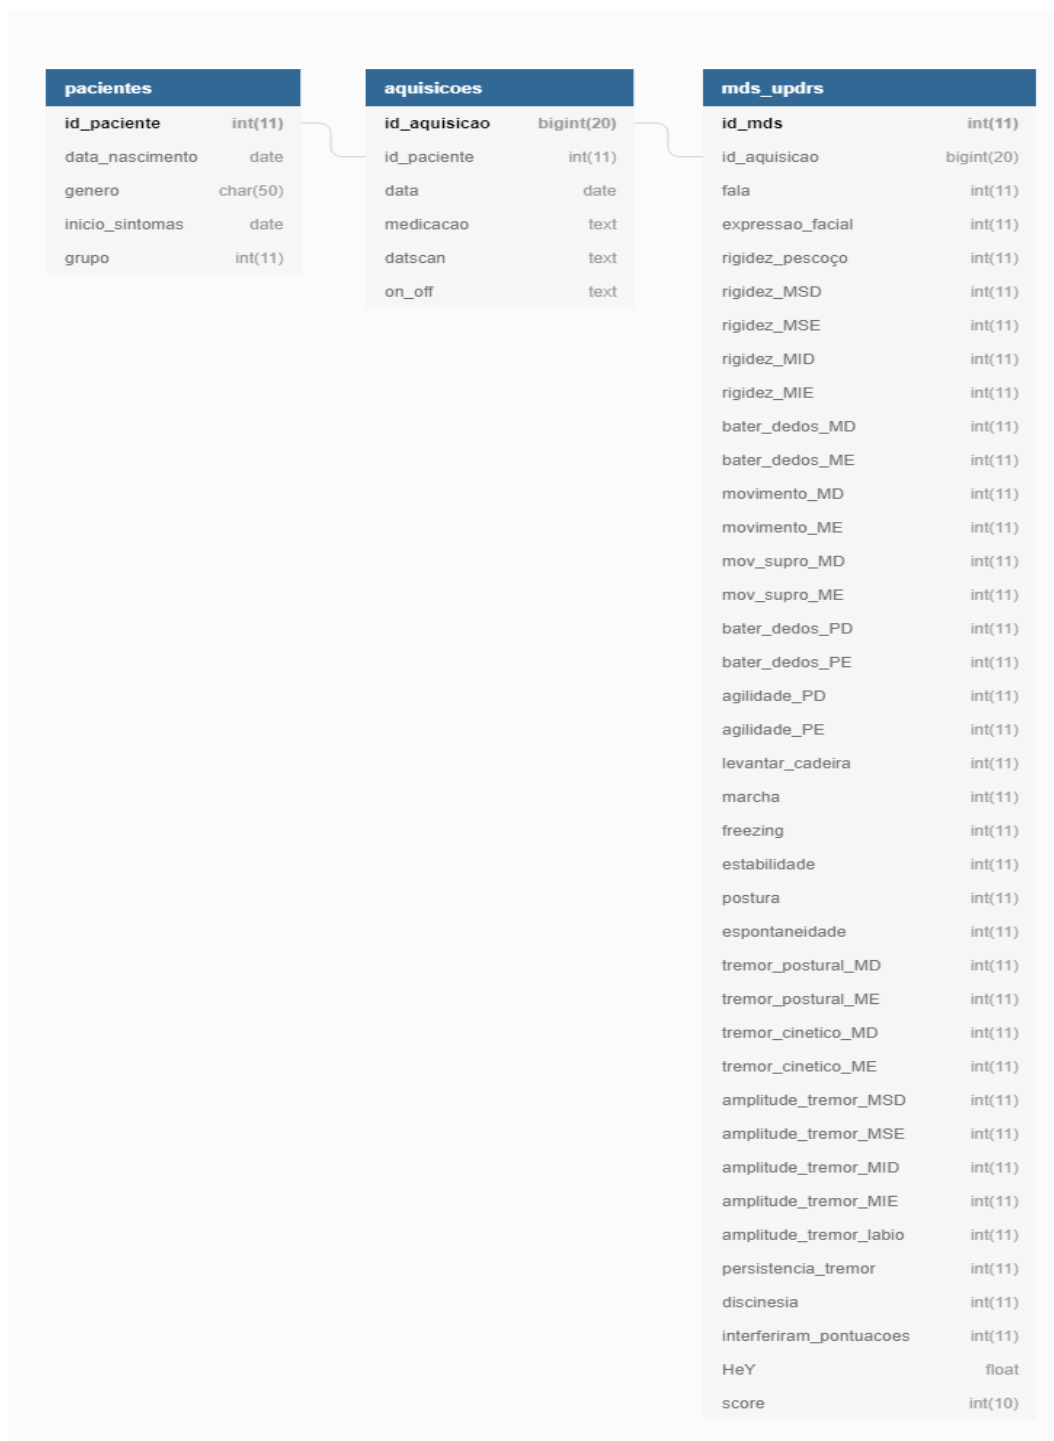 pacientes
id_paciente int(11)
data_nascimento date
genero char(50)
inicio_sintomas date
grupo int(11)
aquisicoes
id_aquisicao bigint(20)
id_paciente int(11)
data date
medicacao text
datscan text
on_off text
mds_updrs
id_mds int(11)
id_aquisicao bigint(20)
fala int(11)
expressao_facial int(11)
rigidez_pescoço int(11)
rigidez_MSD int(11)
rigidez_MSE int(11)
rigidez_MID int(11)
rigidez_MIE int(11)
bater_dedos_MD int(11)
bater_dedos_ME int(11)
movimento_MD int(11)
movimento_ME int(11)
mov_supro_MD int(11)
mov_supro_ME int(11)
bater_dedos_PD int(11)
bater_dedos_PE int(11)
agilidade_PD int(11)
agilidade_PE int(11)
levantar_cadeira int(11)
marcha int(11)
freezing int(11)
estabilidade int(11)
postura int(11)
espontaneidade int(11)
tremor_postural_MD int(11)
tremor_postural_ME int(11)
tremor_cinetico_MD int(11)
tremor_cinetico_ME int(11)
amplitude_tremor_MSD int(11)
amplitude_tremor_MSE int(11)
amplitude_tremor_MID int(11)
amplitude_tremor_MIE int(11)
amplitude_tremor_labio int(11)
persistencia_tremor int(11)
discinesia int(11)
interferiram_pontuacoes int(11)
HeY float
score int(10)